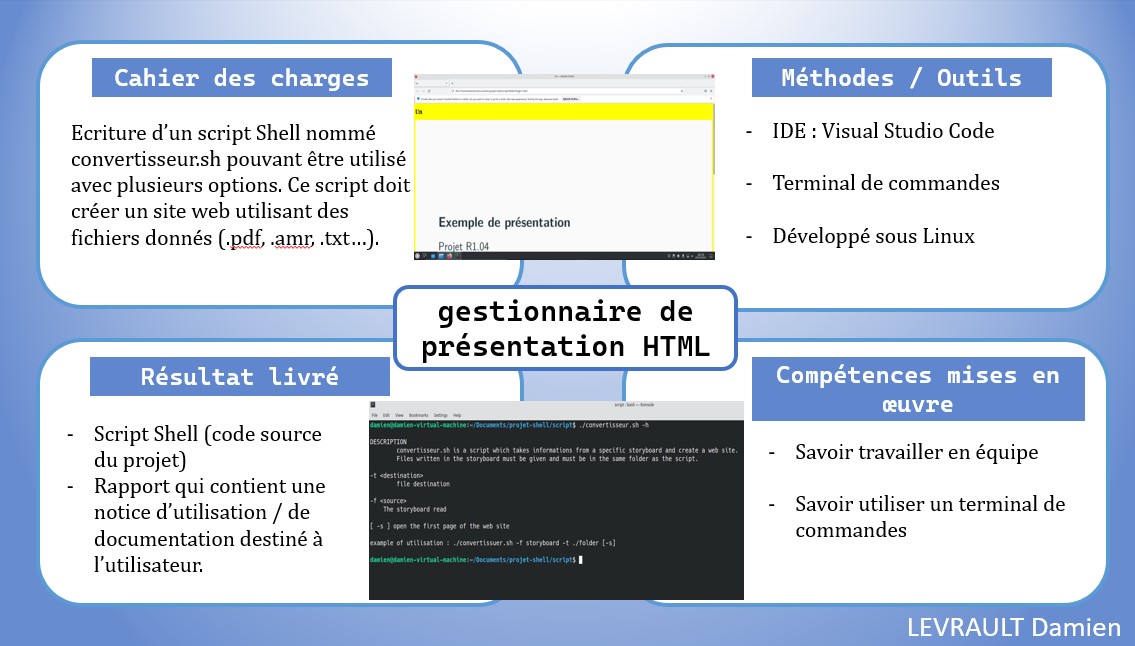 Cahier des charges
Ecriture d'un script Shell nommé
convertisseur.sh pouvant être utilisé
avec plusieurs options. Ce script doit
créer un site web utilisant des
fichiers donnés (.pdf, .amr, .txt…).
Un
Exemple de présentation
Projet R1.04
Méthodes / Outils
- IDE : Visual Studio Code
- Terminal de commandes
- Développé sous Linux
gestionnaire de
présentation HTML
Résultat livré
- Script Shell (code source
du projet)
- Rapport qui contient une
notice d'utilisation / de
documentation destiné à
l'utilisateur.
script : bash — Konsole
File Edit View Bookmarks Settings Help
damien@damien-virtual-machine:~/Documents/projet-shell/script$ ./convertisseur.sh -h
DESCRIPTION
convertisseur.sh is a script which takes informations from a specific storyboard and create a web site.
Files written in the storyboard must be given and must be in the same folder as the script.
-t <destination>
file destination
-f <source>
The storyboard read
[ -s ] open the first page of the web site
example of utilisation : ./convertissuer.sh -f storyboard -t ./folder [-s]
damien@damien-virtual-machine:~/Documents/projet-shell/script$
Compétences mises en
œuvre
- Savoir travailler en équipe
- Savoir utiliser un terminal de
commandes
LEVRAULT Damien